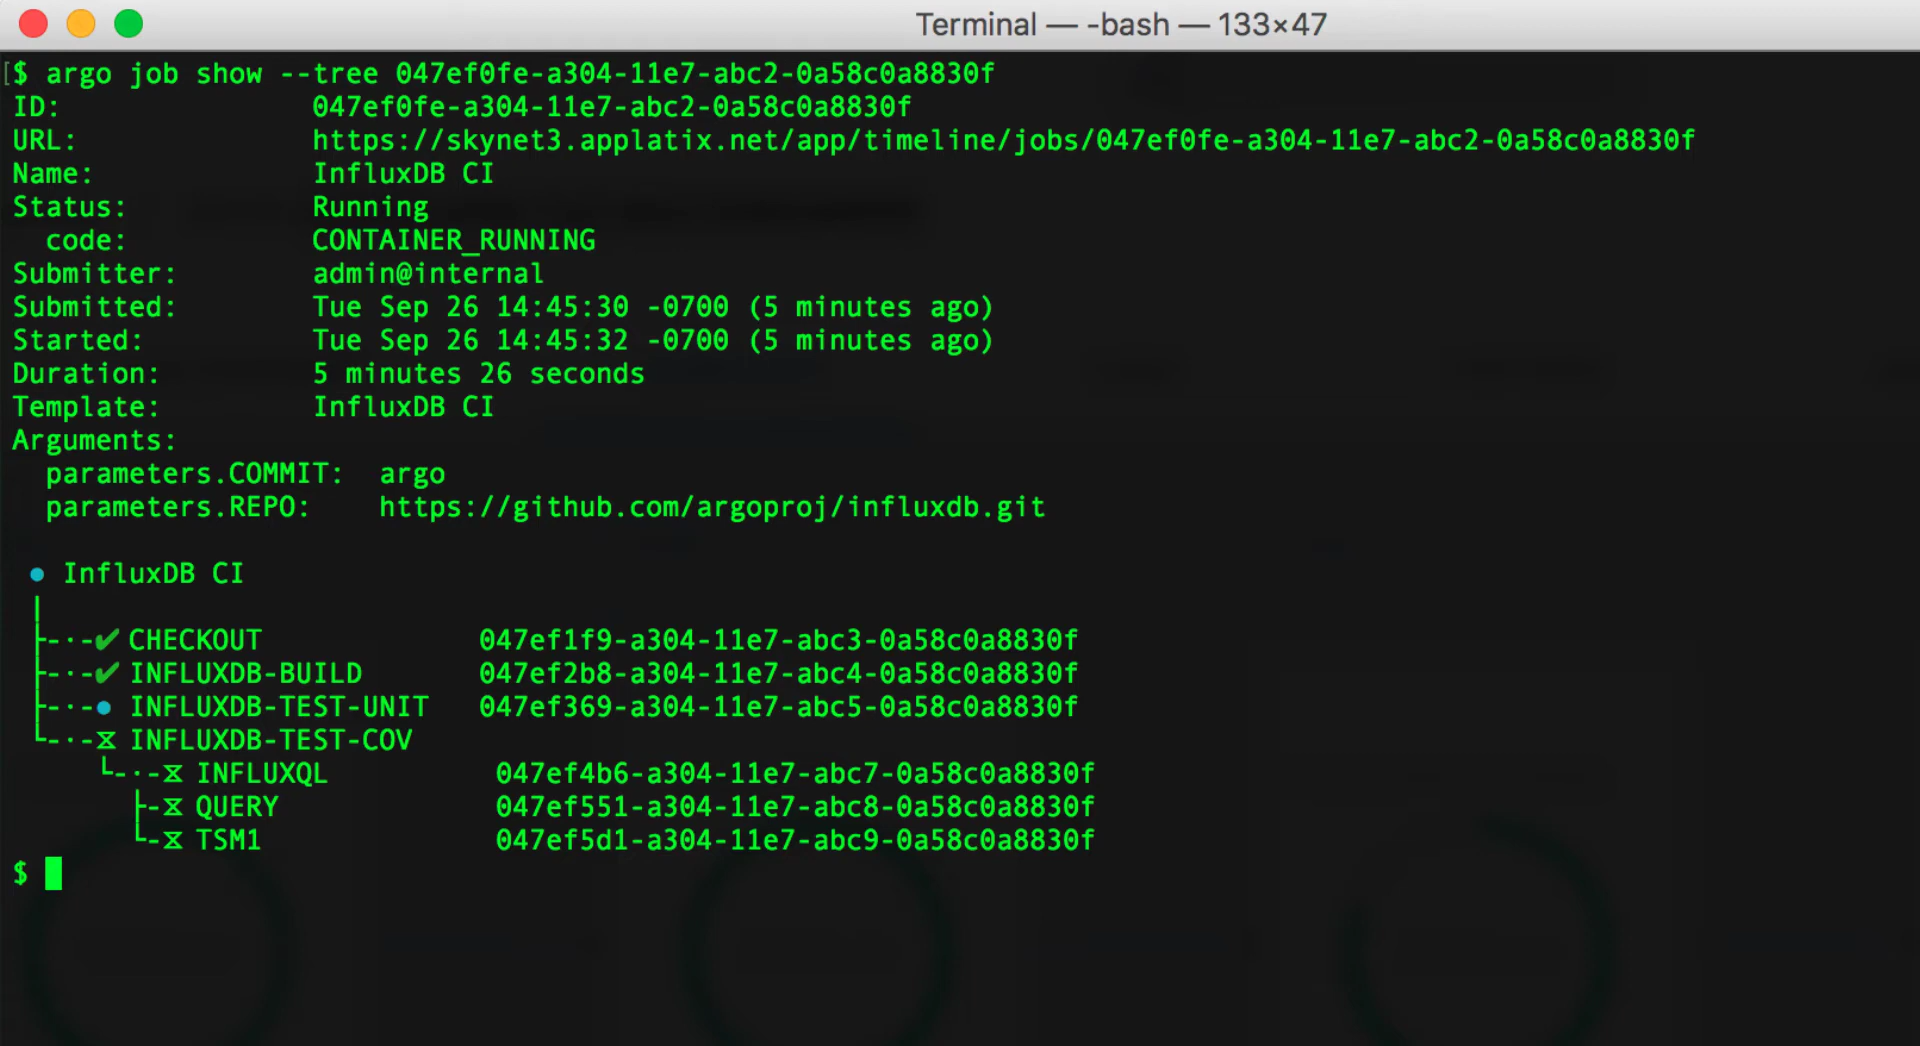 Terminal — -bash — 133×47
[$ argo job show --tree 047ef0fe-a304-11e7-abc2-0a58c0a8830f
ID: 047ef0fe-a304-11e7-abc2-0a58c0a8830f
URL: https://skynet3.applatix.net/app/timeline/jobs/047ef0fe-a304-11e7-abc2-0a58c0a8830f
Name: InfluxDB CI
Status: Running
code: CONTAINER_RUNNING
Submitter: admin@internal
Submitted: Tue Sep 26 14:45:30 -0700 (5 minutes ago)
Started: Tue Sep 26 14:45:32 -0700 (5 minutes ago)
Duration: 5 minutes 26 seconds
Template: InfluxDB CI
Arguments:
parameters.COMMIT: argo
parameters.REPO: https://github.com/argoproj/influxdb.git
● InfluxDB CI
|
├-·-✔ CHECKOUT 047ef1f9-a304-11e7-abc3-0a58c0a8830f
├-·-✔ INFLUXDB-BUILD 047ef2b8-a304-11e7-abc4-0a58c0a8830f
├-·-● INFLUXDB-TEST-UNIT 047ef369-a304-11e7-abc5-0a58c0a8830f
└-·-⧖ INFLUXDB-TEST-COV
└-·-⧖ INFLUXQL 047ef4b6-a304-11e7-abc7-0a58c0a8830f
├-⧖ QUERY 047ef551-a304-11e7-abc8-0a58c0a8830f
└-⧖ TSM1 047ef5d1-a304-11e7-abc9-0a58c0a8830f
$